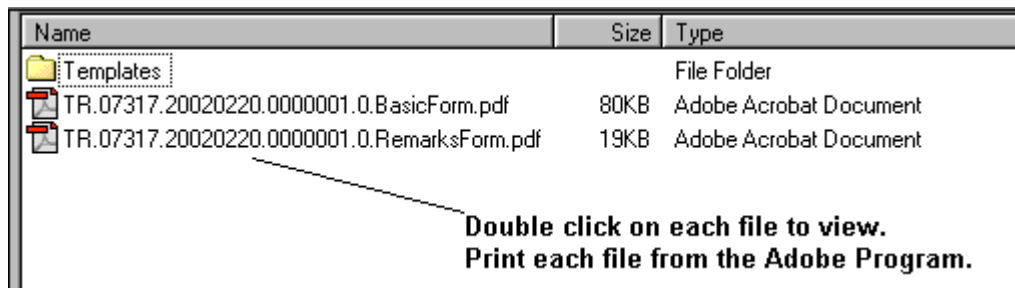 Name Size Type
Templates File Folder
TR.07317.20020220.0000001.0.BasicForm.pdf 80KB Adobe Acrobat Document
TR.07317.20020220.0000001.0.RemarksForm.pdf 19KB Adobe Acrobat Document
Double click on each file to view.
Print each file from the Adobe Program.